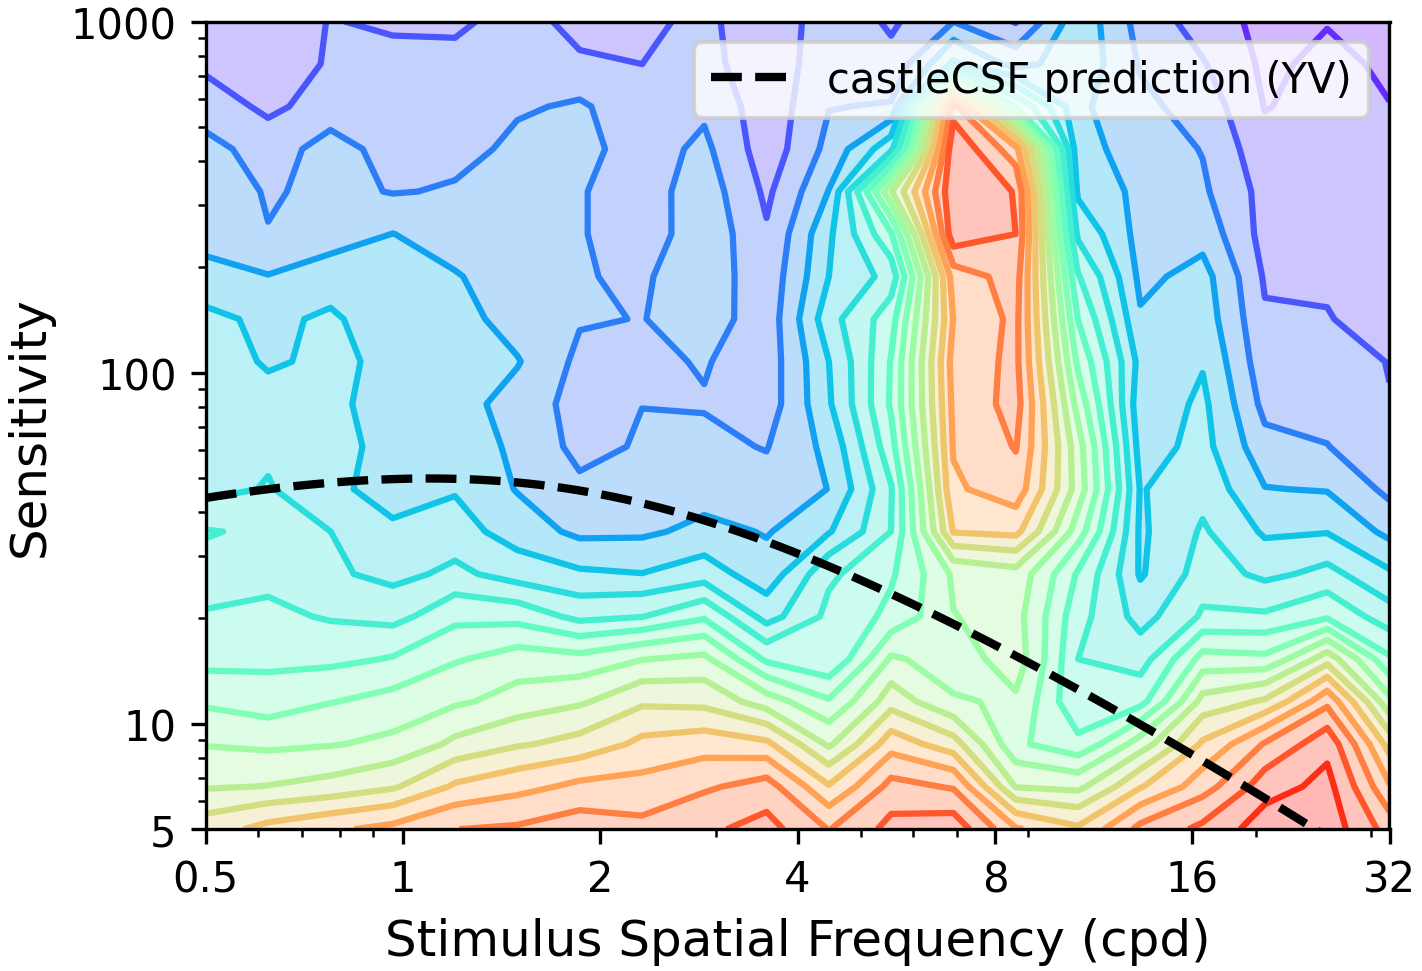 1000
castleCSF prediction (YV)
Sensitivity
100
10
5
0.5 1 2 4 8 16 32
Stimulus Spatial Frequency (cpd)